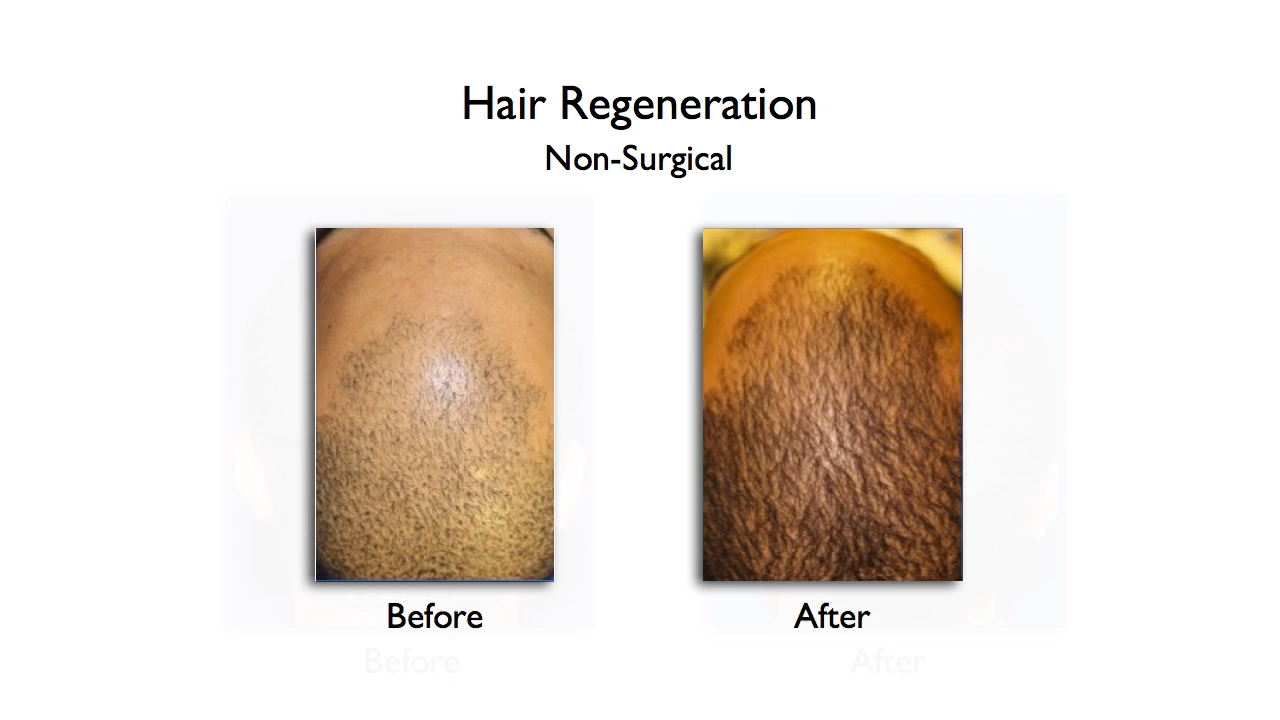 Hair Regeneration
Non-Surgical
Before
After
Before
After